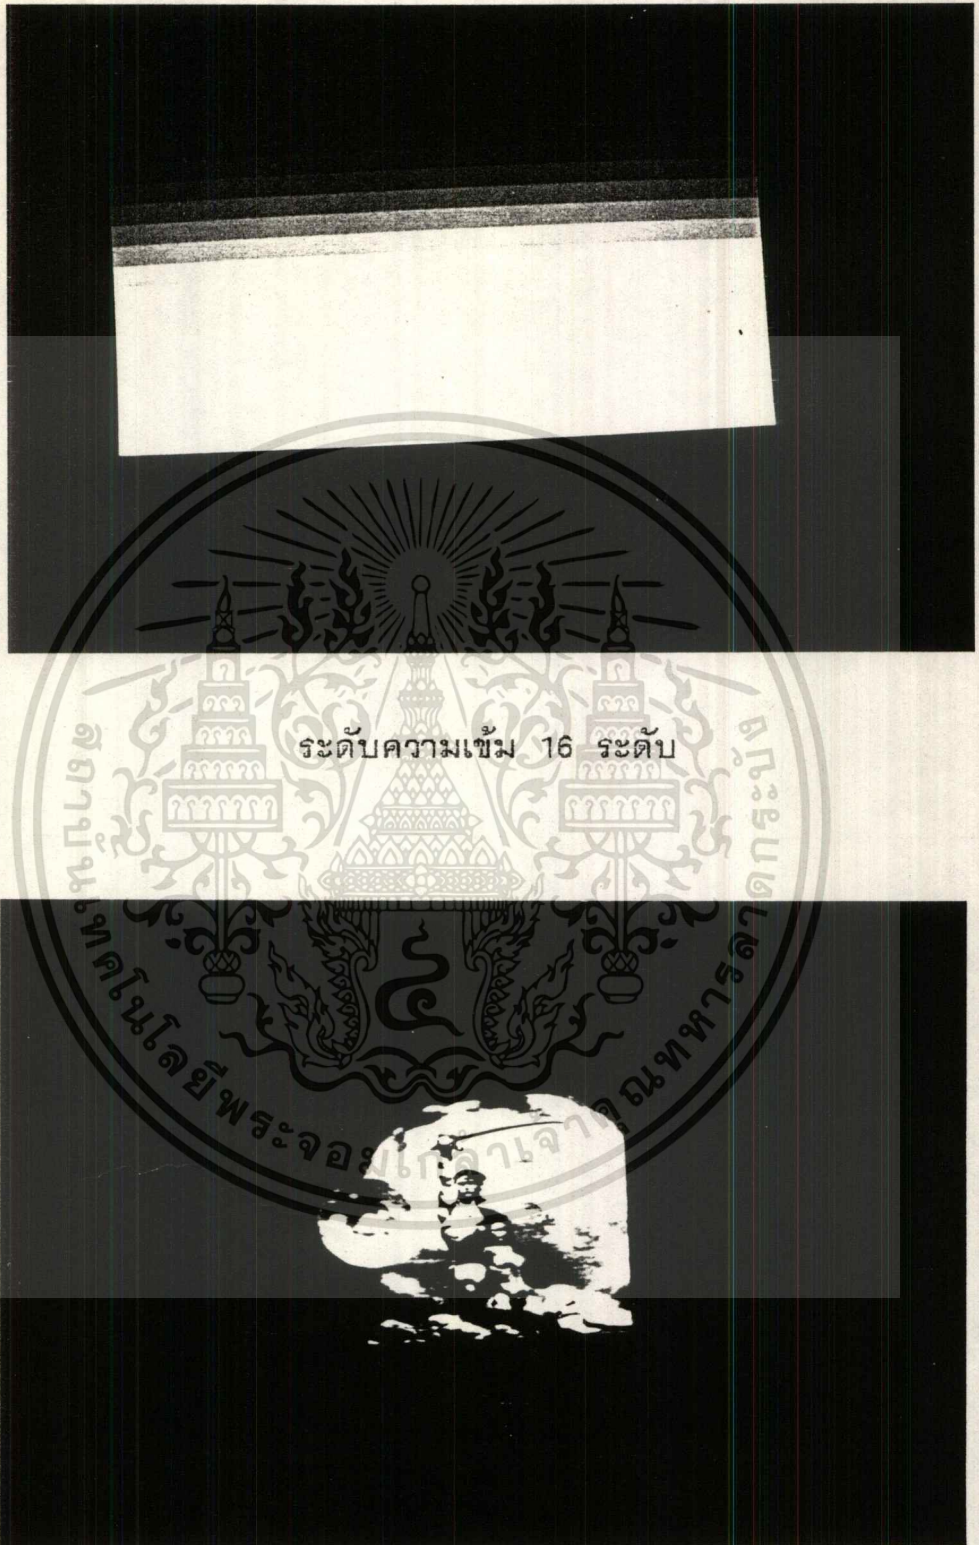 ระดับความเข้ม 16 ระดับ
สถาบันเทคโนโลยีพระจอมเกล้าเจ้าคุณทหารลาดกระบัง